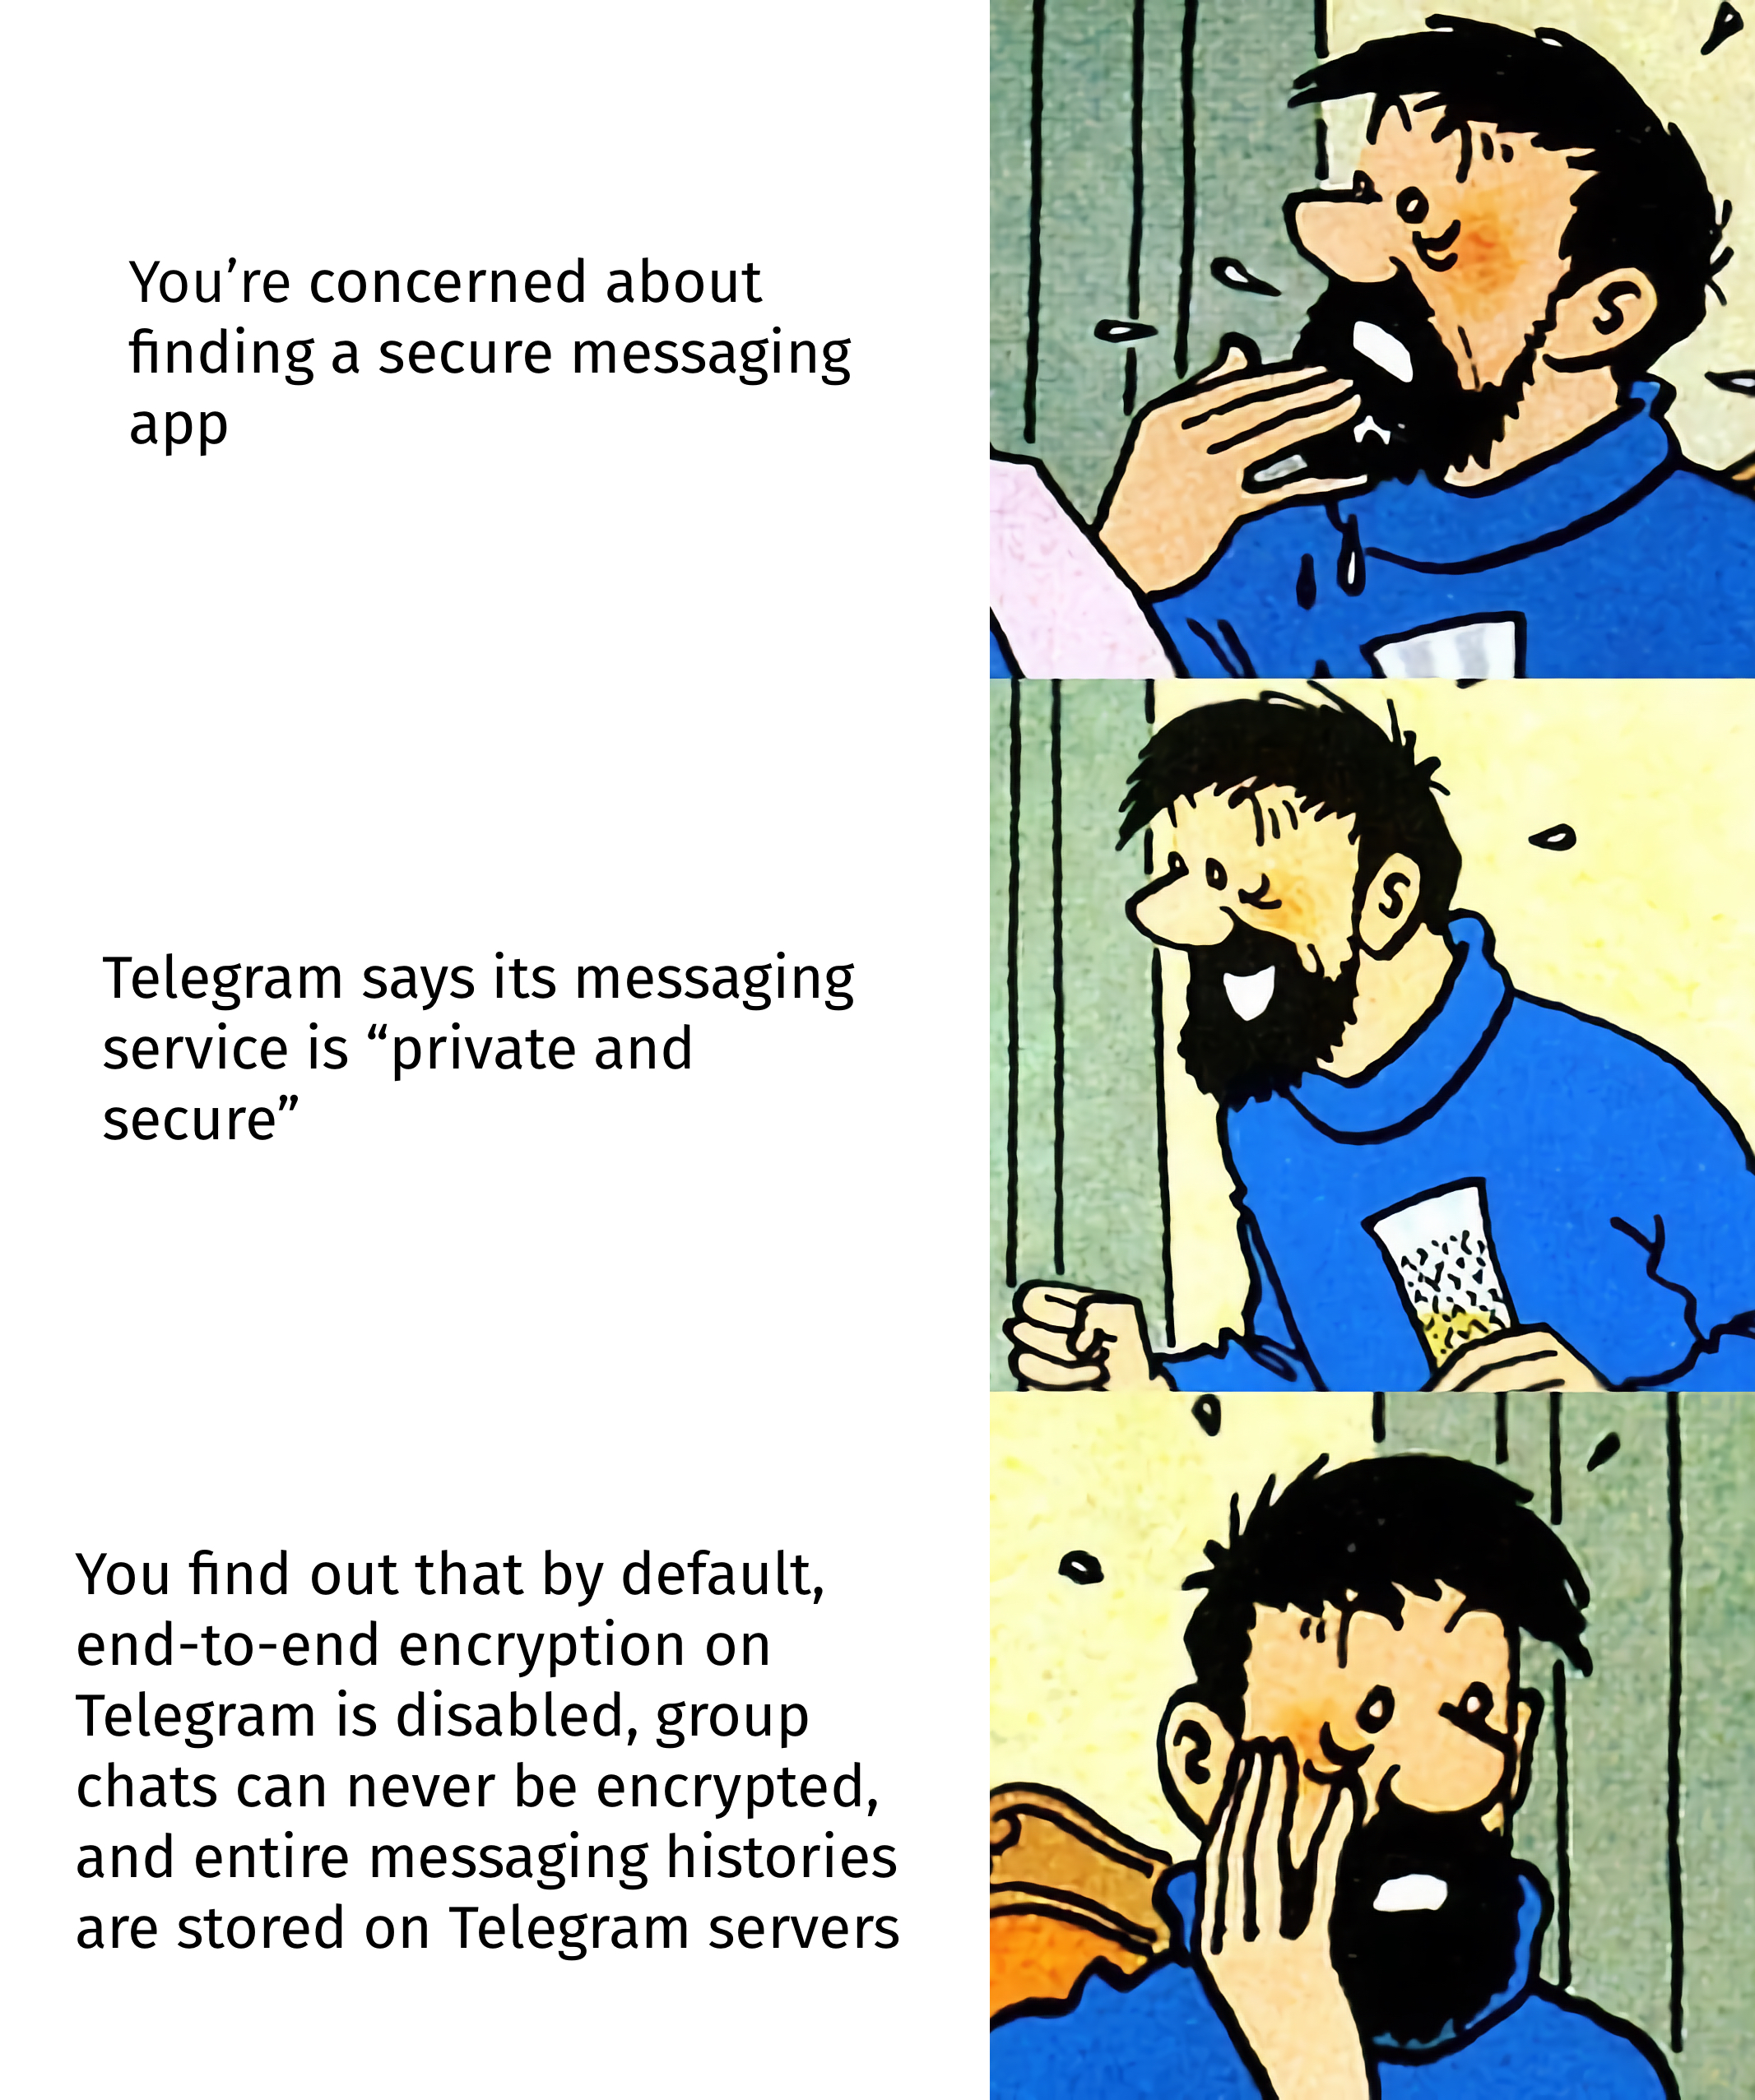 You’re concerned about
finding a secure messaging
app
Telegram says its messaging
service is “private and
secure”
You find out that by default,
end-to-end encryption on
Telegram is disabled, group
chats can never be encrypted,
and entire messaging histories
are stored on Telegram servers